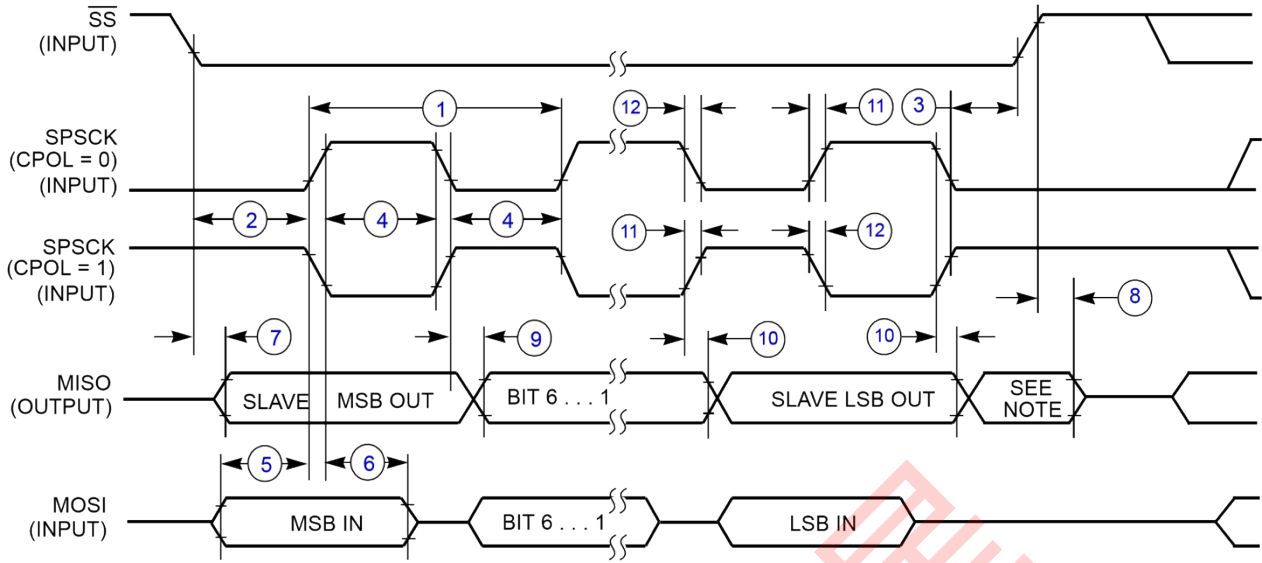 SS
(INPUT)
1
12
11
3
SPSCK
(CPOL = 0)
(INPUT)
2
4
4
11
12
SPSCK
(CPOL = 1)
(INPUT)
8
7
9
10
10
MISO
(OUTPUT)
SLAVE MSB OUT
BIT 6 . . . 1
SLAVE LSB OUT
SEE
NOTE
5
6
MOSI
(INPUT)
MSB IN
BIT 6 . . . 1
LSB IN